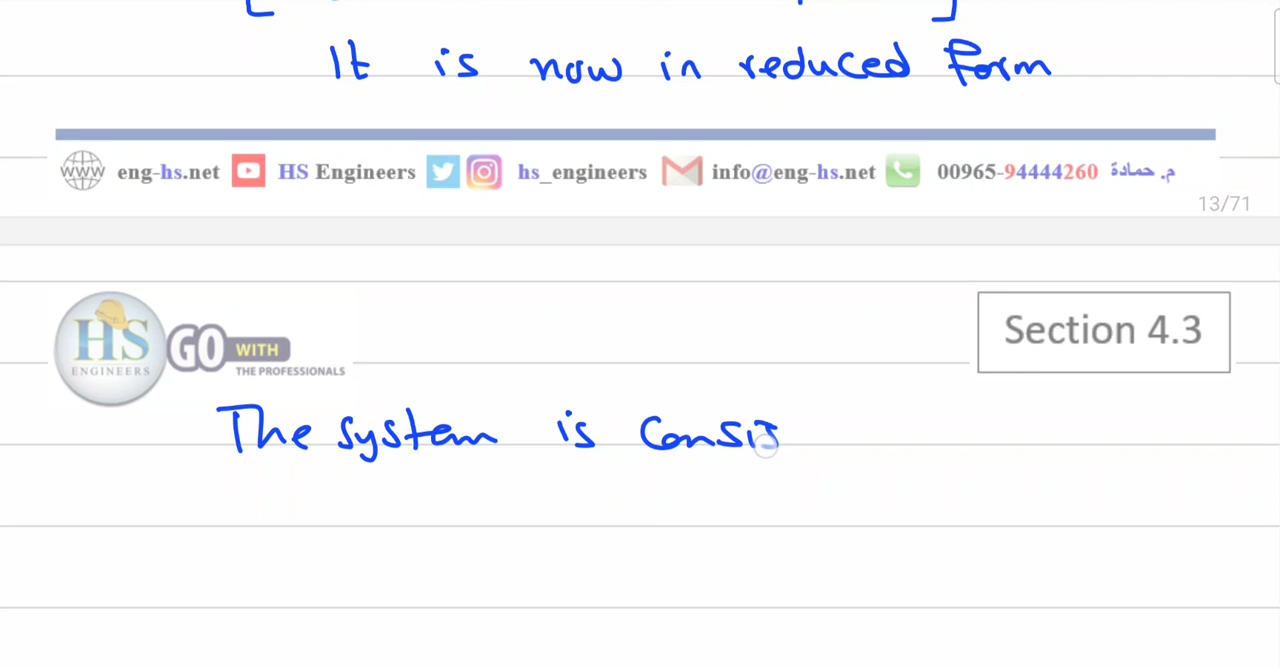 It is now in reduced form
www eng-hs.net HS Engineers hs_engineers info@eng-hs.net 00965-94444260 م. حمادة
13/71
HS ENGINEERS GO WITH THE PROFESSIONALS
Section 4.3
The system is Consis